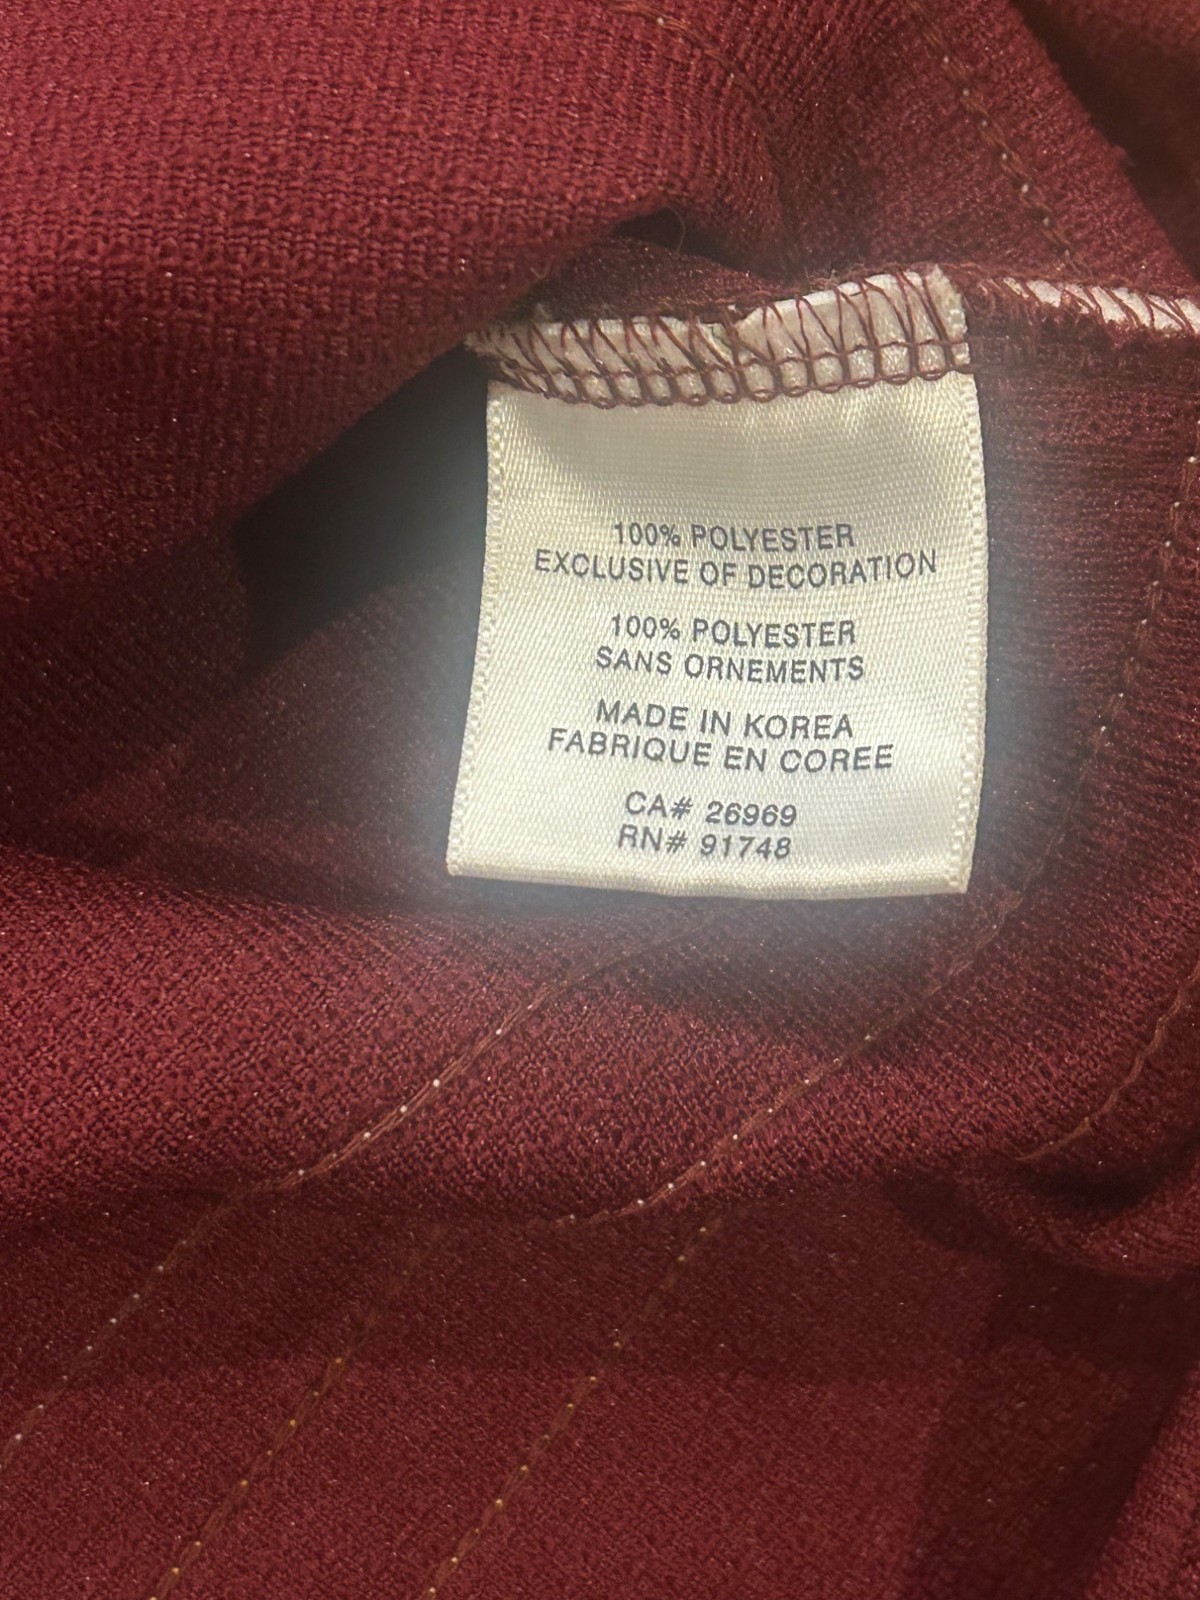 100% POLYESTER
EXCLUSIVE OF DECORATION
100% POLYESTER
SANS ORNEMENTS
MADE IN KOREA
FABRIQUE EN COREE
CA# 26969
RN# 91748